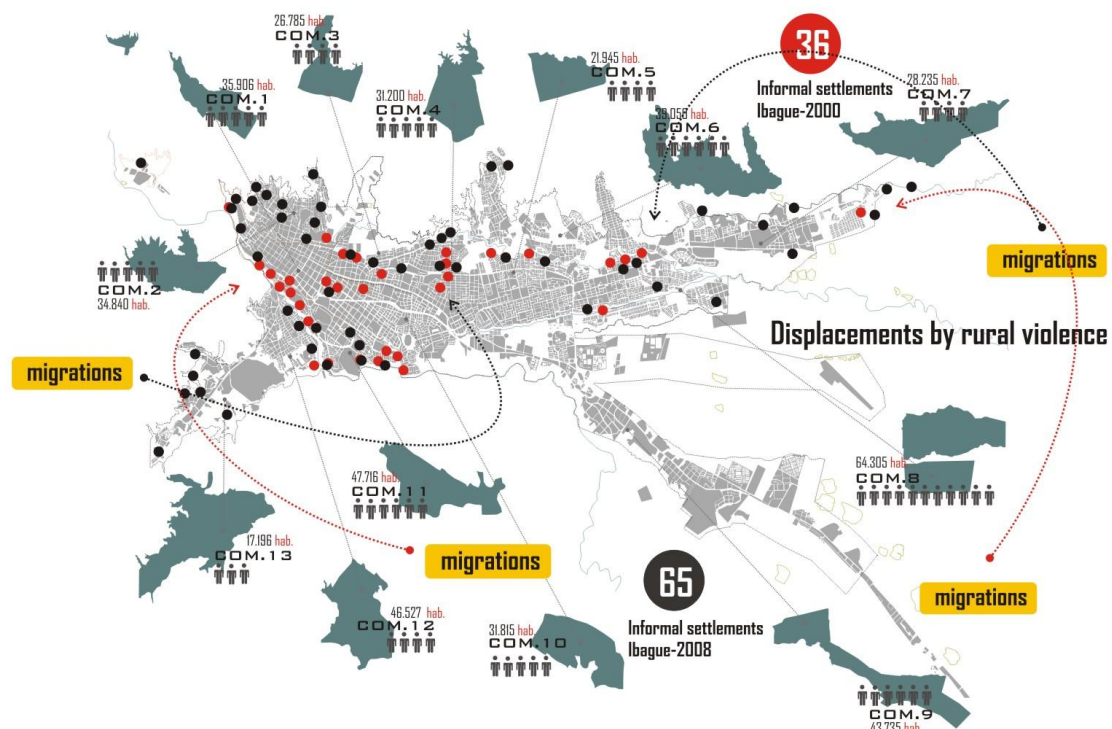 26.785 hab.
COM.3
35.906 hab.
COM.1
31.200 hab.
COM.4
21.945 hab.
COM.5
36
Informal settlements
Ibague-2000
COM.6
28.235 hab.
COM.7
COM.2
34.840 hab.
migrations
Displacements by rural violence
migrations
47.716 hab.
COM.11
64.305 hab.
COM.8
17.196 hab.
COM.13
migrations
65
Informal settlements
Ibague-2008
migrations
46.527 hab.
COM.12
31.815 hab.
COM.10
COM.9
43.735 hab.